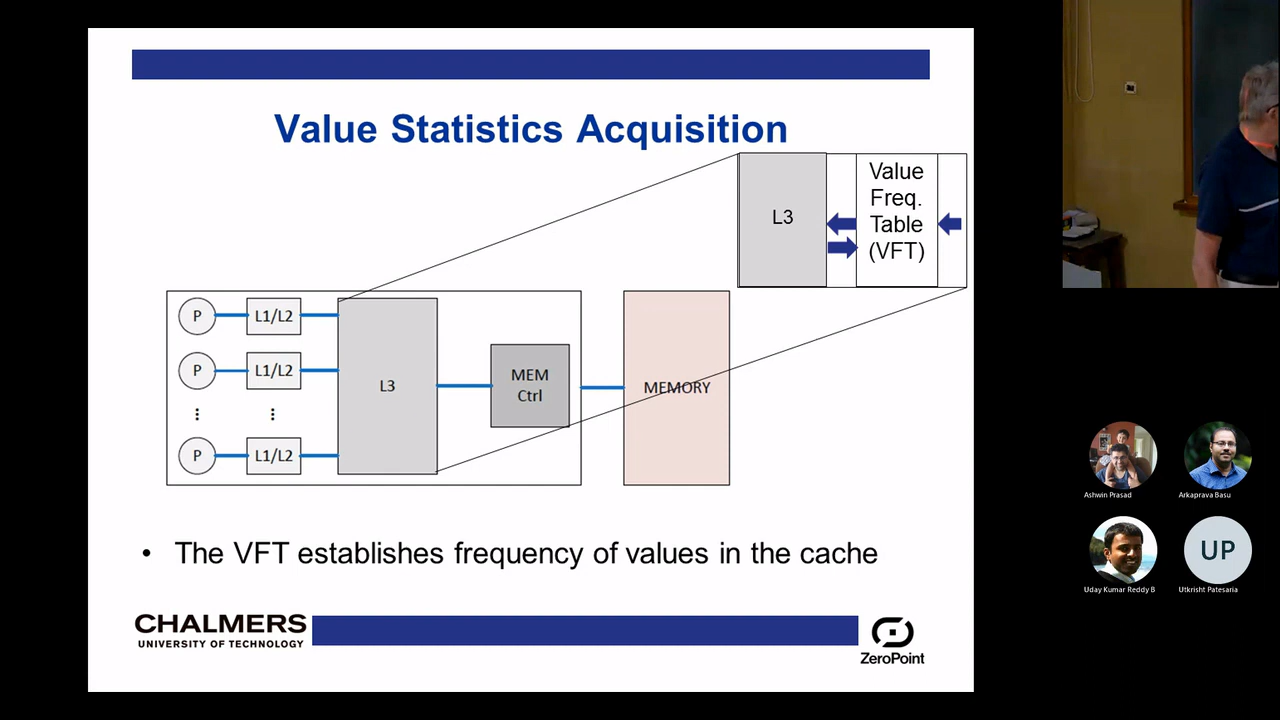 Value Statistics Acquisition
L3
Value
Freq.
Table
(VFT)
P
L1/L2
P
L1/L2
⋮
⋮
P
L1/L2
L3
MEM
Ctrl
MEMORY
• The VFT establishes frequency of values in the cache
CHALMERS
UNIVERSITY OF TECHNOLOGY
ZeroPoint
Ashwin Prasad
Arkaprava Basu
UP
Uday Kumar Reddy B
Utkrisht Patesaria